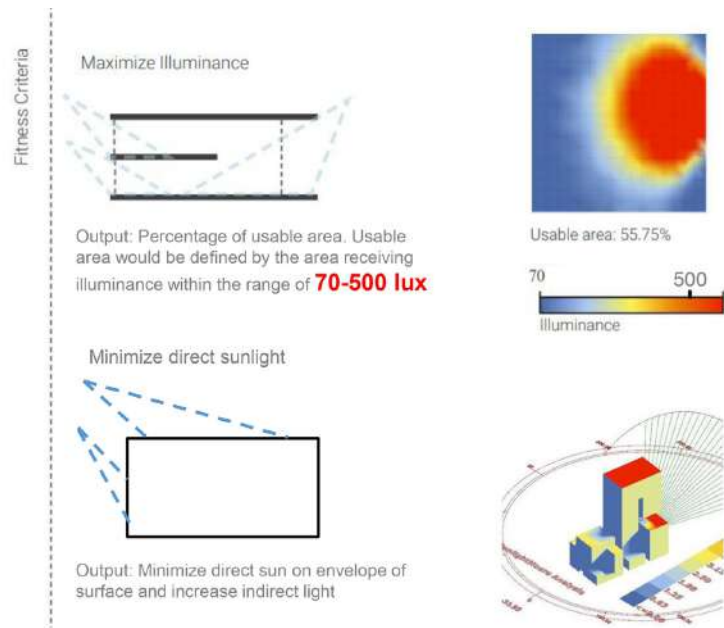 Fitness Criteria
Maximize Illuminance
Output: Percentage of usable area. Usable
area would be defined by the area receiving
illuminance within the range of 70-500 lux
Usable area: 55.75%
70
500
Illuminance
Minimize direct sunlight
Output: Minimize direct sun on envelope of
surface and increase indirect light